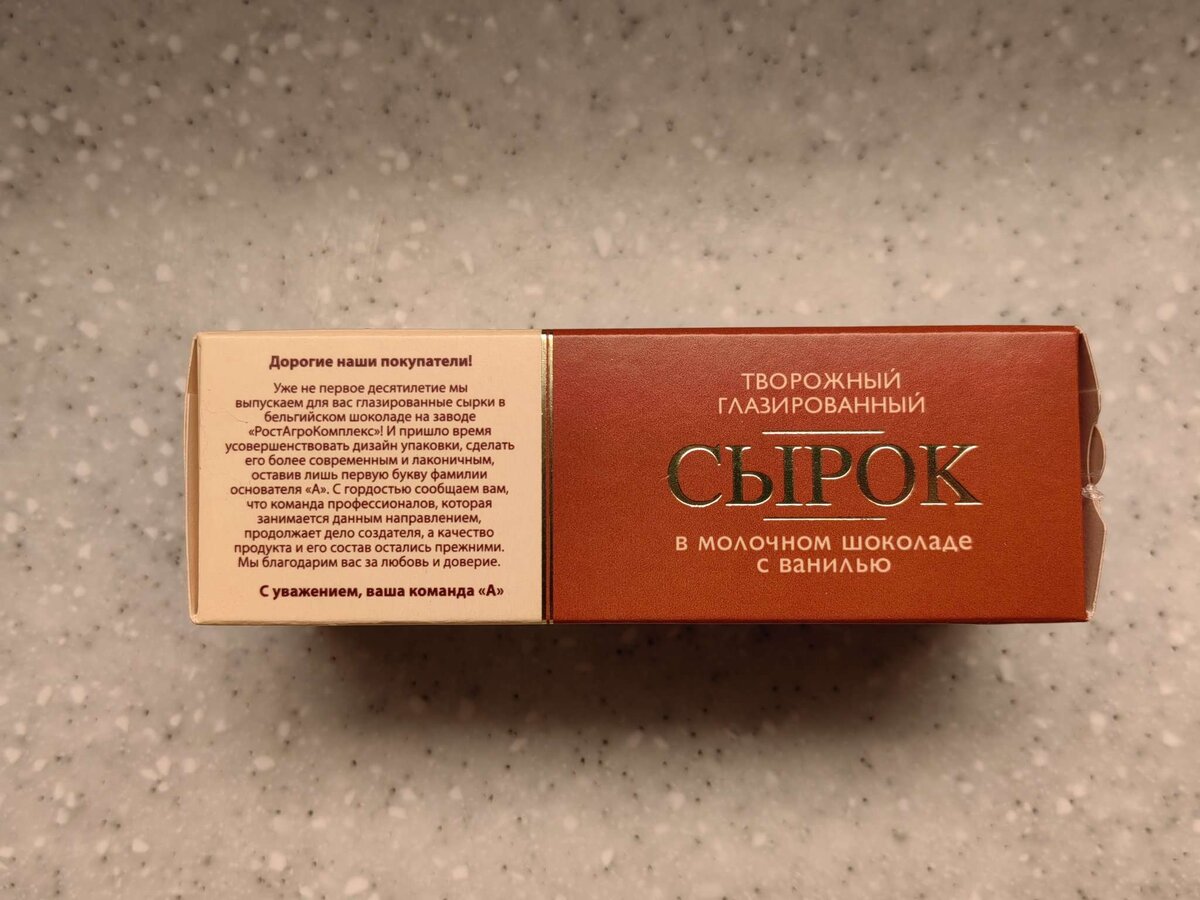 Дорогие наши покупатели!
Уже не первое десятилетие мы
выпускаем для вас глазированные сырки в
бельгийском шоколаде на заводе
«РостАгроКомплекс»! И пришло время
усовершенствовать дизайн упаковки, сделать
его более современным и лаконичным,
оставив лишь первую букву фамилии
основателя «А». С гордостью сообщаем вам,
что команда профессионалов, которая
занимается данным направлением,
продолжает дело создателя, а качество
продукта и его состав остались прежними.
Мы благодарим вас за любовь и доверие.
С уважением, ваша команда «А»
ТВОРОЖНЫЙ
ГЛАЗИРОВАННЫЙ
СЫРОК
В МОЛОЧНОМ ШОКОЛАДЕ
С ВАНИЛЬЮ